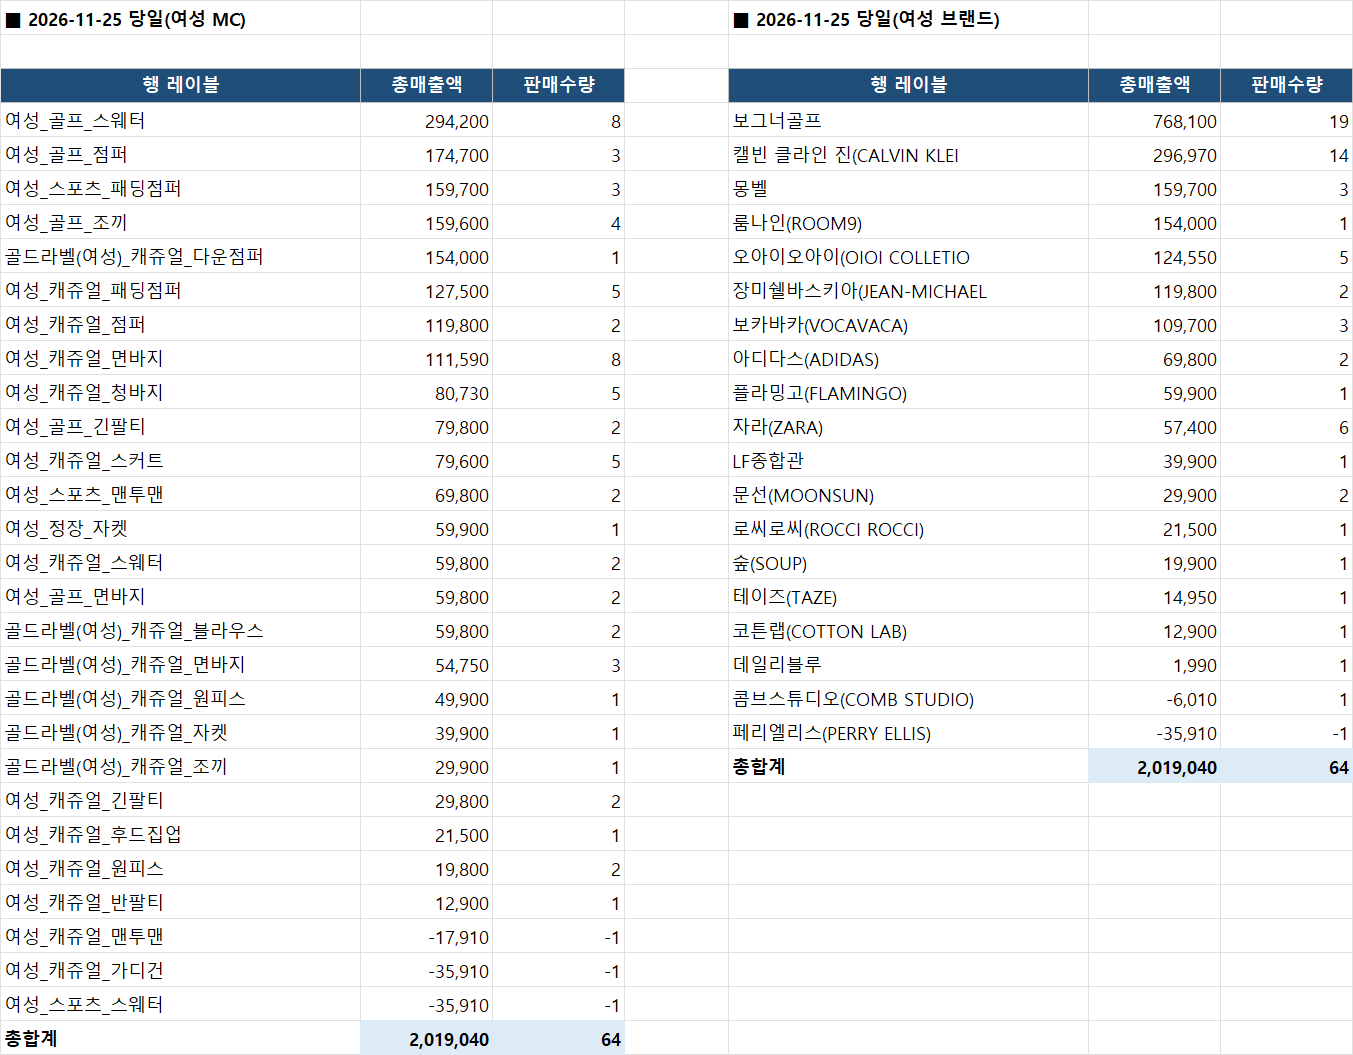 ■ 2026-11-25 당일(여성 MC)
행 레이블 총매출액 판매수량
여성_골프_스웨터 294,200 8
여성_골프_점퍼 174,700 3
여성_스포츠_패딩점퍼 159,700 3
여성_골프_조끼 159,600 4
골드라벨(여성)_캐쥬얼_다운점퍼 154,000 1
여성_캐쥬얼_패딩점퍼 127,500 5
여성_캐쥬얼_점퍼 119,800 2
여성_캐쥬얼_면바지 111,590 8
여성_캐쥬얼_청바지 80,730 5
여성_골프_긴팔티 79,800 2
여성_캐쥬얼_스커트 79,600 5
여성_스포츠_맨투맨 69,800 2
여성_정장_자켓 59,900 1
여성_캐쥬얼_스웨터 59,800 2
여성_골프_면바지 59,800 2
골드라벨(여성)_캐쥬얼_블라우스 59,800 2
골드라벨(여성)_캐쥬얼_면바지 54,750 3
골드라벨(여성)_캐쥬얼_원피스 49,900 1
골드라벨(여성)_캐쥬얼_자켓 39,900 1
골드라벨(여성)_캐쥬얼_조끼 29,900 1
여성_캐쥬얼_긴팔티 29,800 2
여성_캐쥬얼_후드집업 21,500 1
여성_캐쥬얼_원피스 19,800 2
여성_캐쥬얼_반팔티 12,900 1
여성_캐쥬얼_맨투맨 -17,910 -1
여성_캐쥬얼_가디건 -35,910 -1
여성_스포츠_스웨터 -35,910 -1
총합계 2,019,040 64
■ 2026-11-25 당일(여성 브랜드)
행 레이블 총매출액 판매수량
보그너골프 768,100 19
캘빈 클라인 진(CALVIN KLEI 296,970 14
몽벨 159,700 3
룸나인(ROOM9) 154,000 1
오아이오아이(OIOI COLLETIO 124,550 5
장미쉘바스키아(JEAN-MICHAEL 119,800 2
보카바카(VOCAVACA) 109,700 3
아디다스(ADIDAS) 69,800 2
플라밍고(FLAMINGO) 59,900 1
자라(ZARA) 57,400 6
LF종합관 39,900 1
문선(MOONSUN) 29,900 2
로씨로씨(ROCCI ROCCI) 21,500 1
숲(SOUP) 19,900 1
테이즈(TAZE) 14,950 1
코튼랩(COTTON LAB) 12,900 1
데일리블루 1,990 1
콤브스튜디오(COMB STUDIO) -6,010 1
페리엘리스(PERRY ELLIS) -35,910 -1
총합계 2,019,040 64